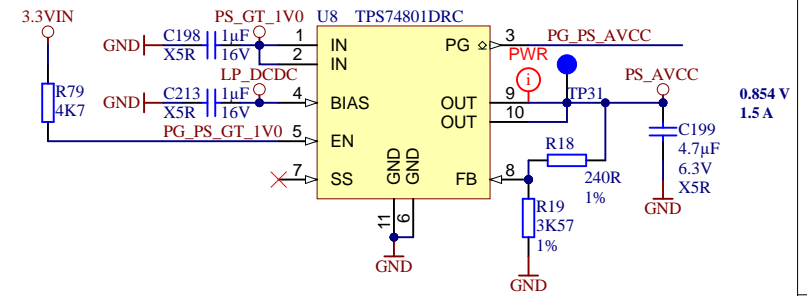 3.3VIN
PS_GT_1V0
U8 TPS74801DRC
C198
1µF
GND
X5R
16V
1
IN
2
IN
PG
3
PG_PS_AVCC
PWR
i
LP_DCDC
PS_AVCC
R79
4K7
C213
1µF
GND
X5R
16V
4
BIAS
OUT
9
TP31
OUT
10
0.854 V
1.5 A
PG_PS_GT_1V0
5
EN
C199
4.7µF
6.3V
X5R
GND
R18
240R
1%
7
SS
GND
GND
FB
8
R19
3K57
1%
11
6
GND
GND